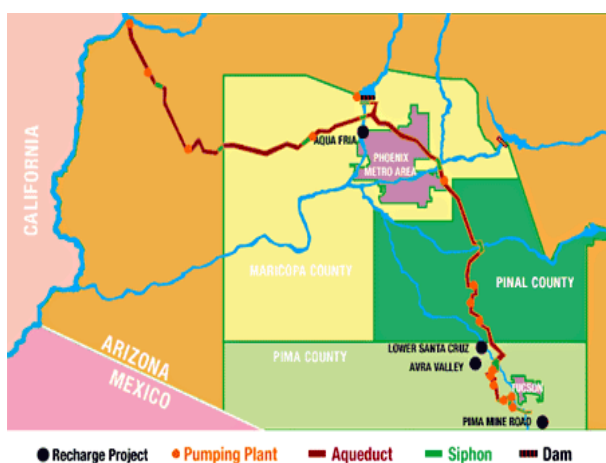 CALIFORNIA
AQUA FRIA
PHOENIX
METRO AREA
MARICOPA COUNTY
PINAL COUNTY
ARIZONA
MEXICO
PIMA COUNTY
LOWER SANTA CRUZ
AVRA VALLEY
TUCSON
PIMA MINE ROAD
Recharge Project Pumping Plant Aqueduct Siphon Dam